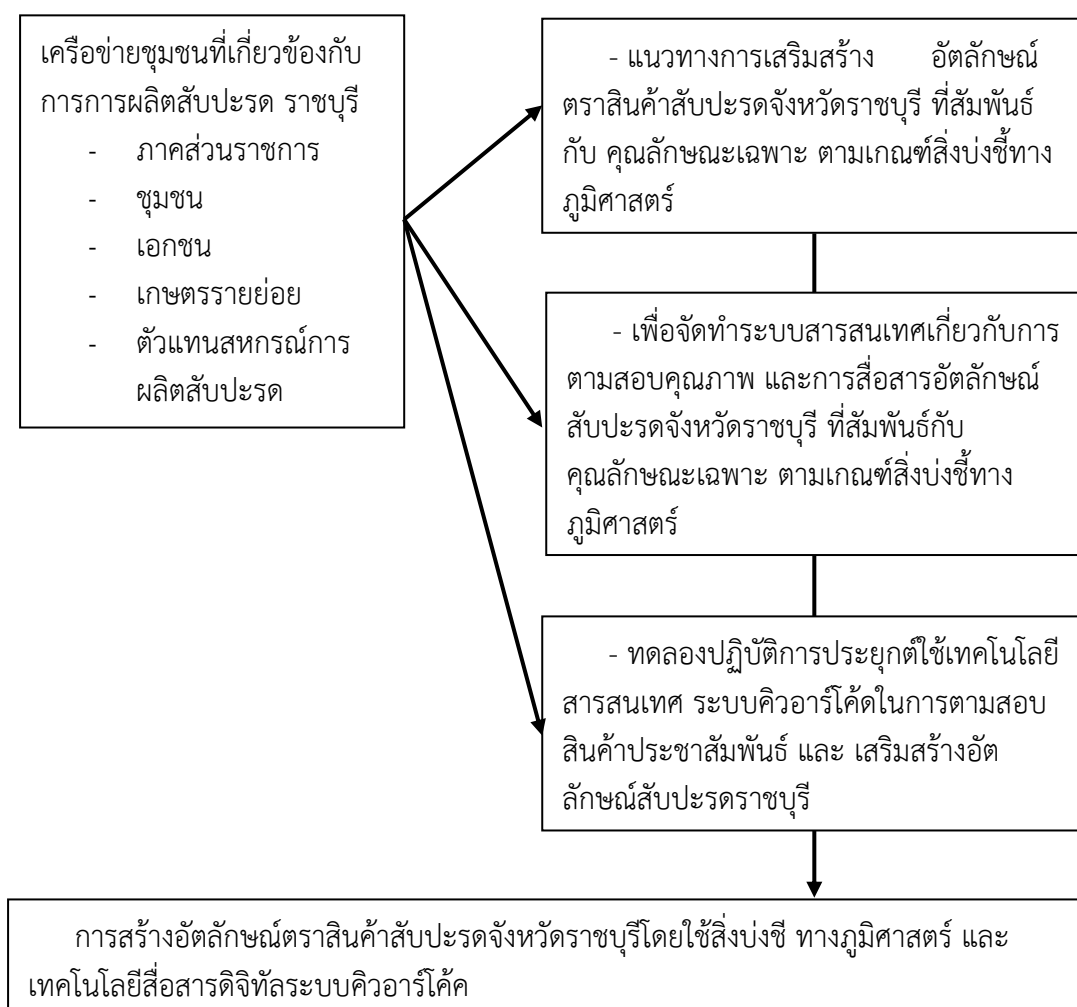 เครือข่ายชุมชนที่เกี่ยวข้องกับ
การการผลิตสับปะรด ราชบุรี
- ภาคส่วนราชการ
- ชุมชน
- เอกชน
- เกษตรรายย่อย
- ตัวแทนสหกรณ์การ
ผลิตสับปะรด
- แนวทางการเสริมสร้าง อัตลักษณ์
ตราสินค้าสับปะรดจังหวัดราชบุรี ที่สัมพันธ์
กับ คุณลักษณะเฉพาะ ตามเกณฑ์สิ่งบ่งชี้ทาง
ภูมิศาสตร์
- เพื่อจัดทำระบบสารสนเทศเกี่ยวกับการ
ตามสอบคุณภาพ และการสื่อสารอัตลักษณ์
สับปะรดจังหวัดราชบุรี ที่สัมพันธ์กับ
คุณลักษณะเฉพาะ ตามเกณฑ์สิ่งบ่งชี้ทาง
ภูมิศาสตร์
- ทดลองปฏิบัติการประยุกต์ใช้เทคโนโลยี
สารสนเทศ ระบบคิวอาร์โค้ดในการตามสอบ
สินค้าประชาสัมพันธ์ และ เสริมสร้างอัต
ลักษณ์สับปะรดราชบุรี
การสร้างอัตลักษณ์ตราสินค้าสับปะรดจังหวัดราชบุรีโดยใช้สิ่งบ่งชี ทางภูมิศาสตร์ และ
เทคโนโลยีสื่อสารดิจิทัลระบบคิวอาร์โค้ค